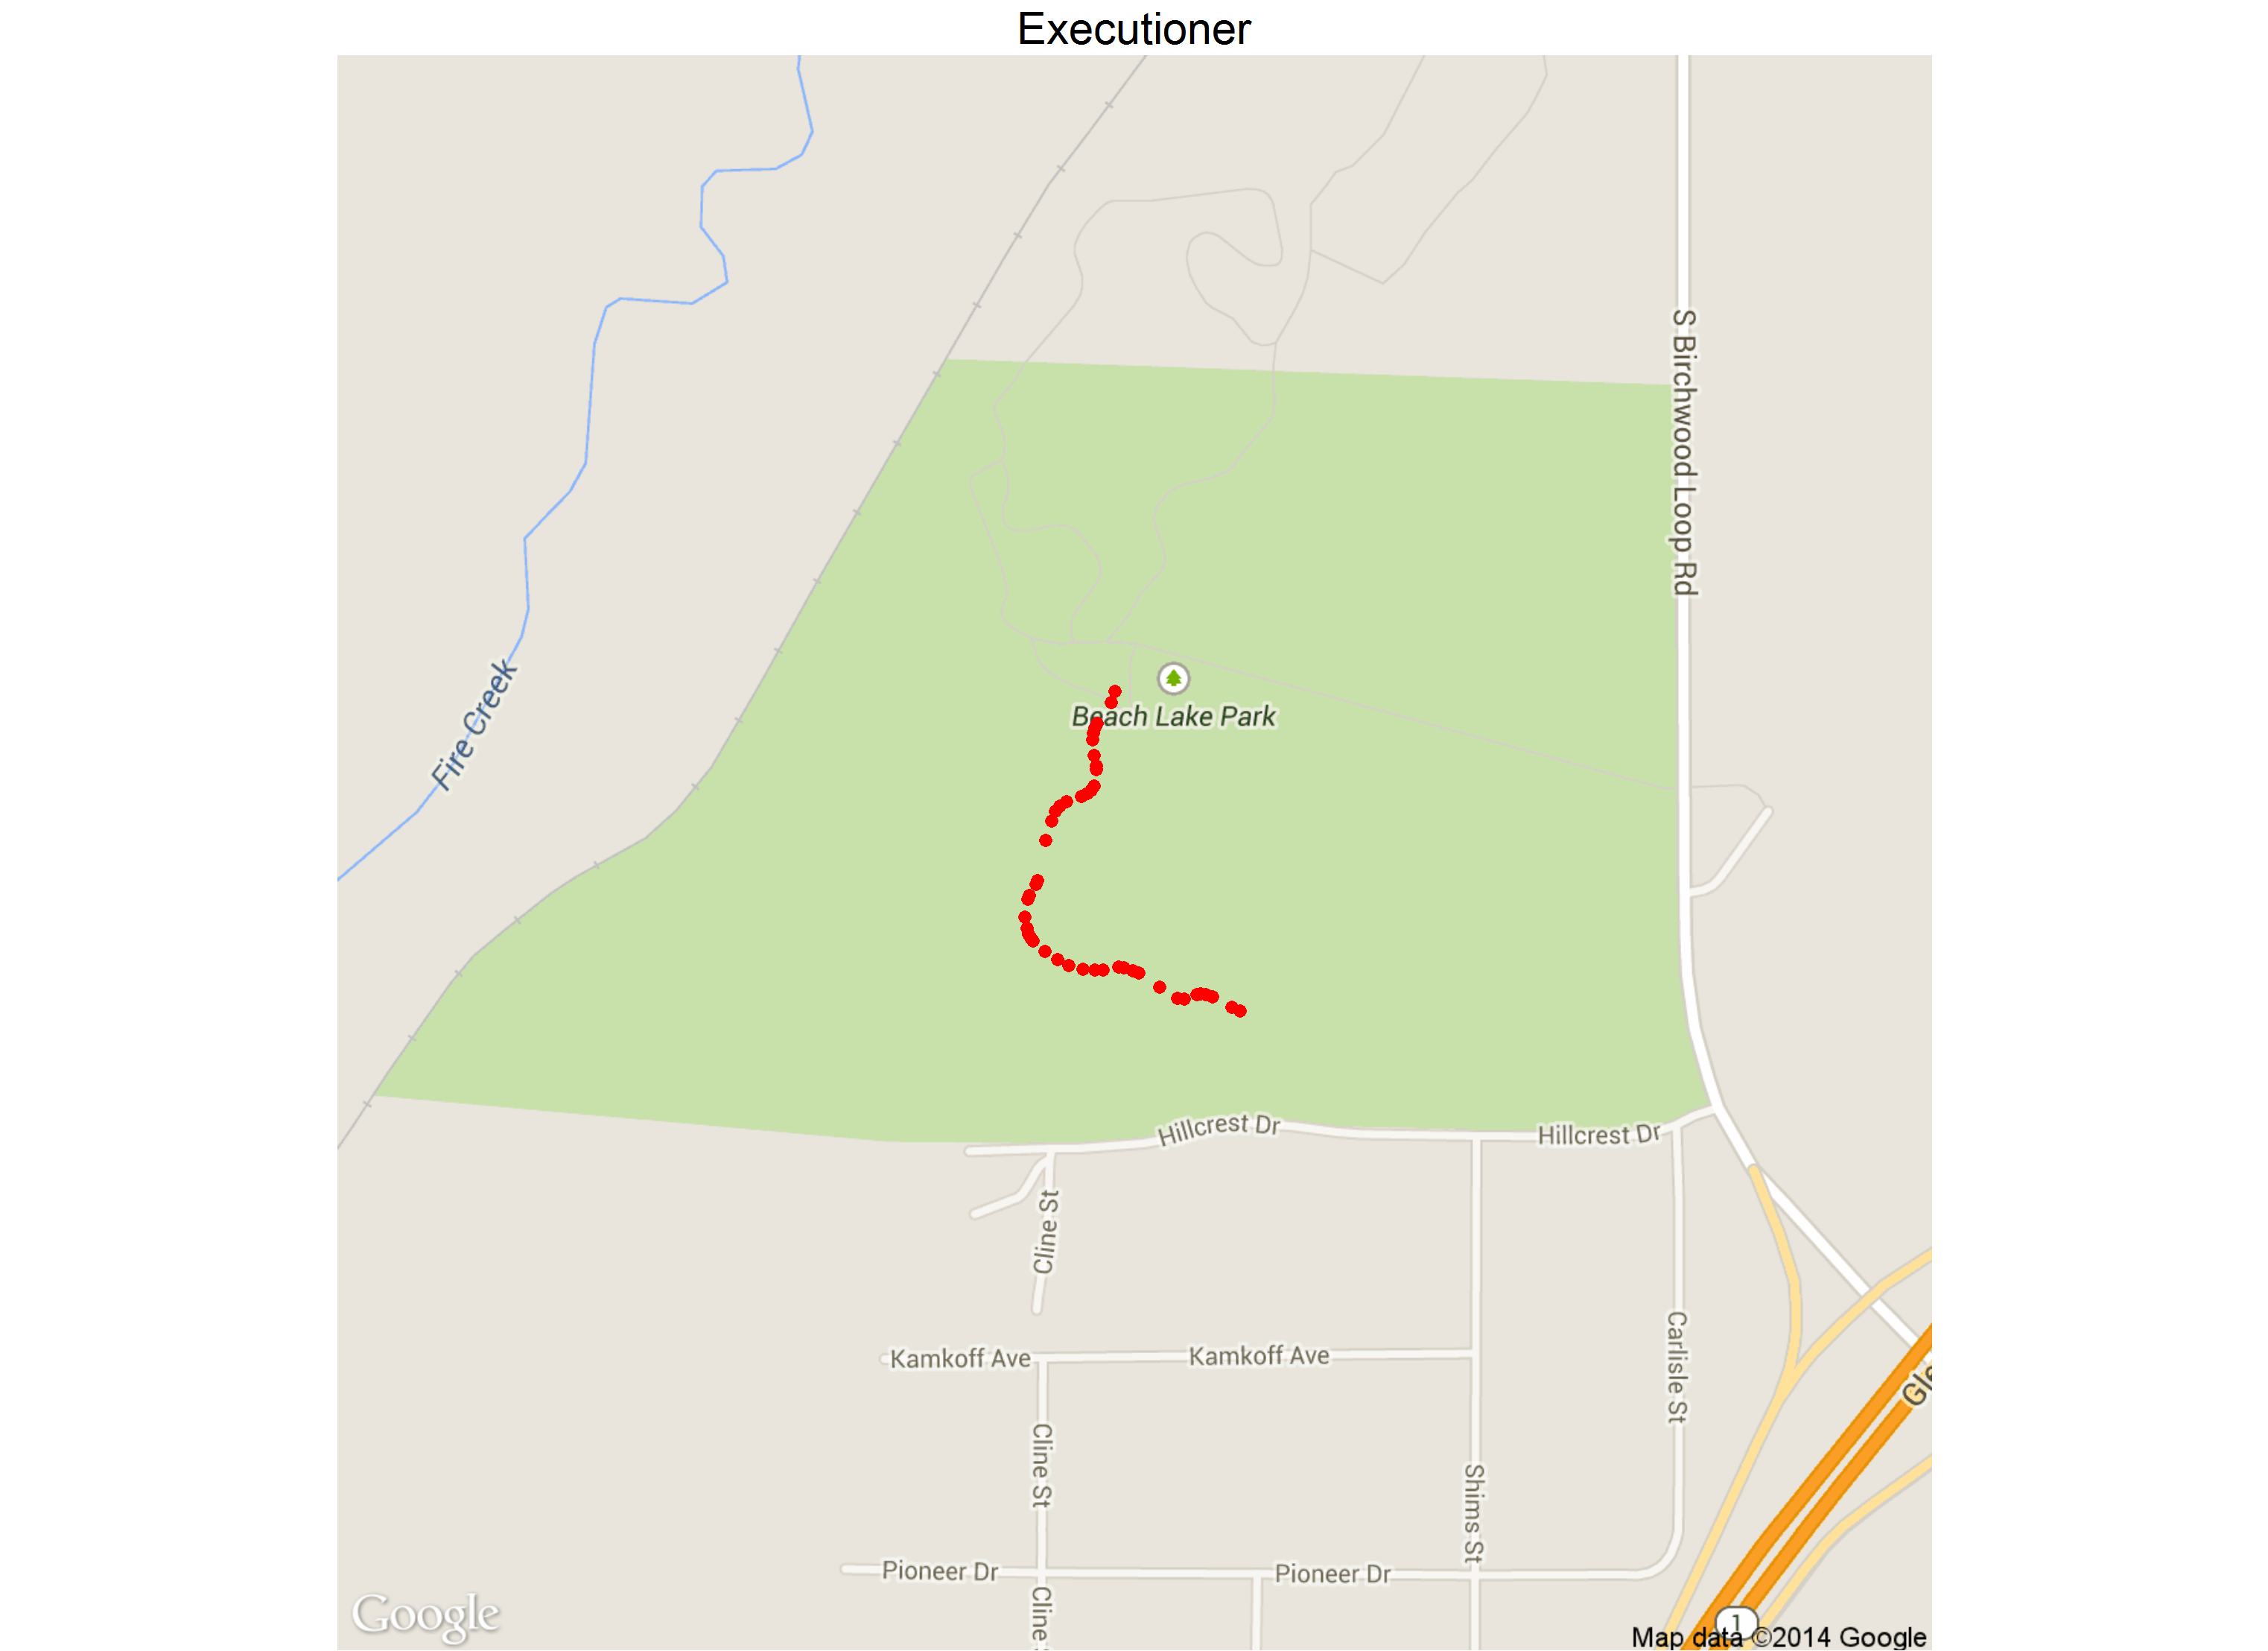 Executioner
S Birchwood Loop Rd
Fire Creek
Beach Lake Park
Hillcrest Dr
Hillcrest Dr
Cline St
Kamkoff Ave
Kamkoff Ave
Carlisle St
Cline St
Shims St
Pioneer Dr
Pioneer Dr
Cline
1
Google
Map data ©2014 Google